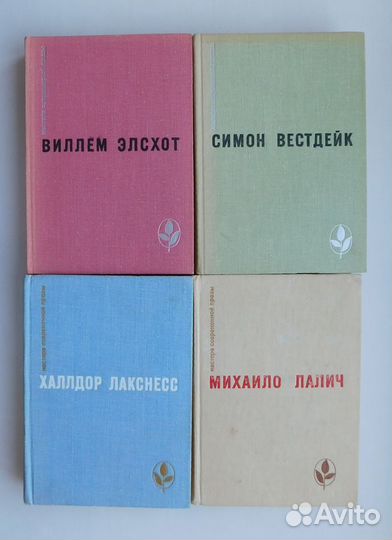 ВИЛЛЕМ ЭЛСХОТ
СИМОН ВЕСТДЕЙК
мастера современной прозы
ХАЛЛДОР ЛАКСНЕСС
мастера современной прозы
МИХАИЛО ЛАЛИЧ
Avito